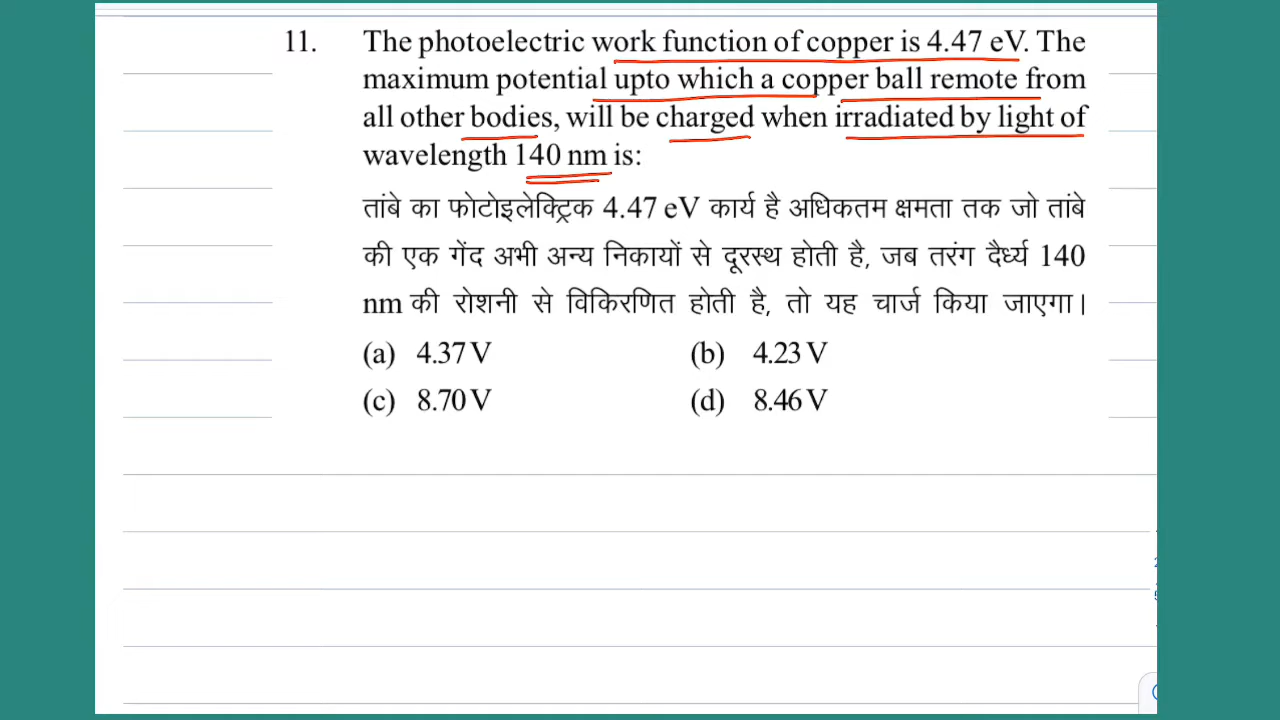 11. The photoelectric work function of copper is 4.47 eV. The
maximum potential upto which a copper ball remote from
all other bodies, will be charged when irradiated by light of
wavelength 140 nm is:
तांबे का फोटोइलेक्ट्रिक 4.47 eV कार्य है अधिकतम क्षमता तक जो तांबे
की एक गेंद अभी अन्य निकायों से दूरस्थ होती है, जब तरंग दैर्ध्य 140
nm की रोशनी से विकिरणित होती है, तो यह चार्ज किया जाएगा।
(a) 4.37 V (b) 4.23 V
(c) 8.70 V (d) 8.46 V